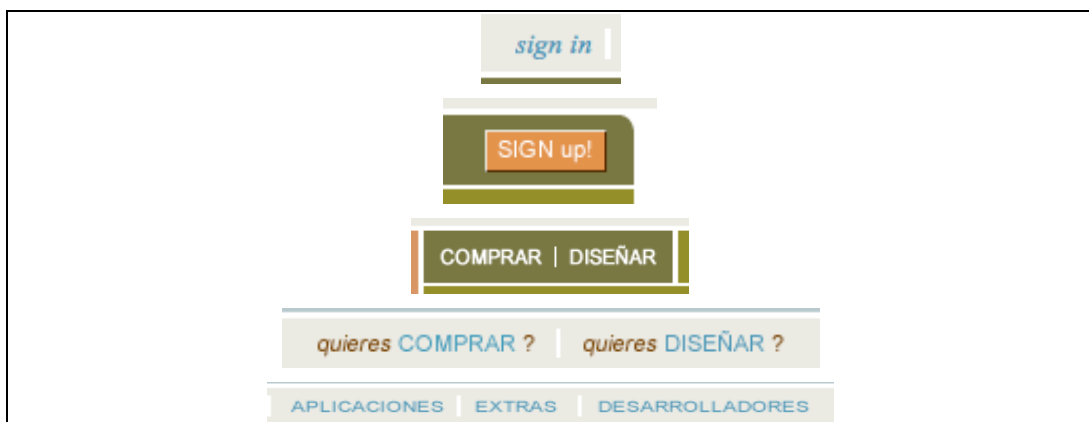 sign in
SIGN up!
COMPRAR | DISEÑAR
quieres COMPRAR ? quieres DISEÑAR ?
APLICACIONES EXTRAS DESARROLLADORES